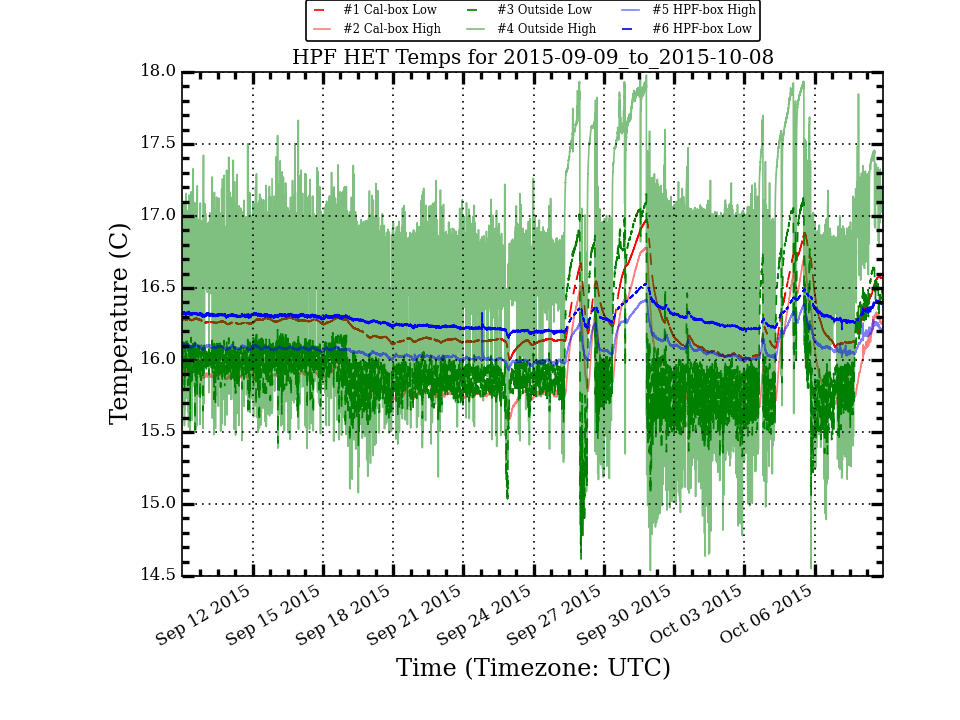 #1 Cal-box Low #3 Outside Low #5 HPF-box High
#2 Cal-box High #4 Outside High #6 HPF-box Low
HPF HET Temps for 2015-09-09_to_2015-10-08
18.0
17.5
17.0
16.5
16.0
15.5
15.0
14.5
Temperature (C)
Sep 12 2015 Sep 15 2015 Sep 18 2015 Sep 21 2015 Sep 24 2015 Sep 27 2015 Sep 30 2015 Oct 03 2015 Oct 06 2015
Time (Timezone: UTC)